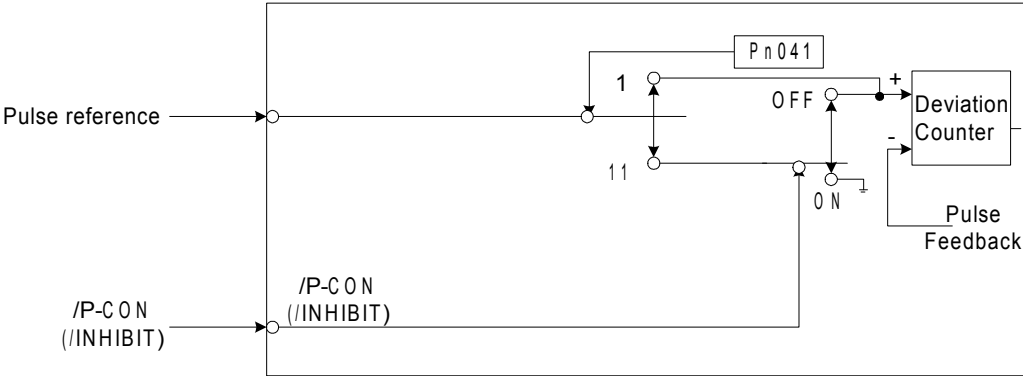 Pn041
1
OFF
+
Deviation
Counter
Pulse reference
-
11
ON
Pulse
Feedback
/P-CON
(/INHIBIT)
/P-CON
(/INHIBIT)